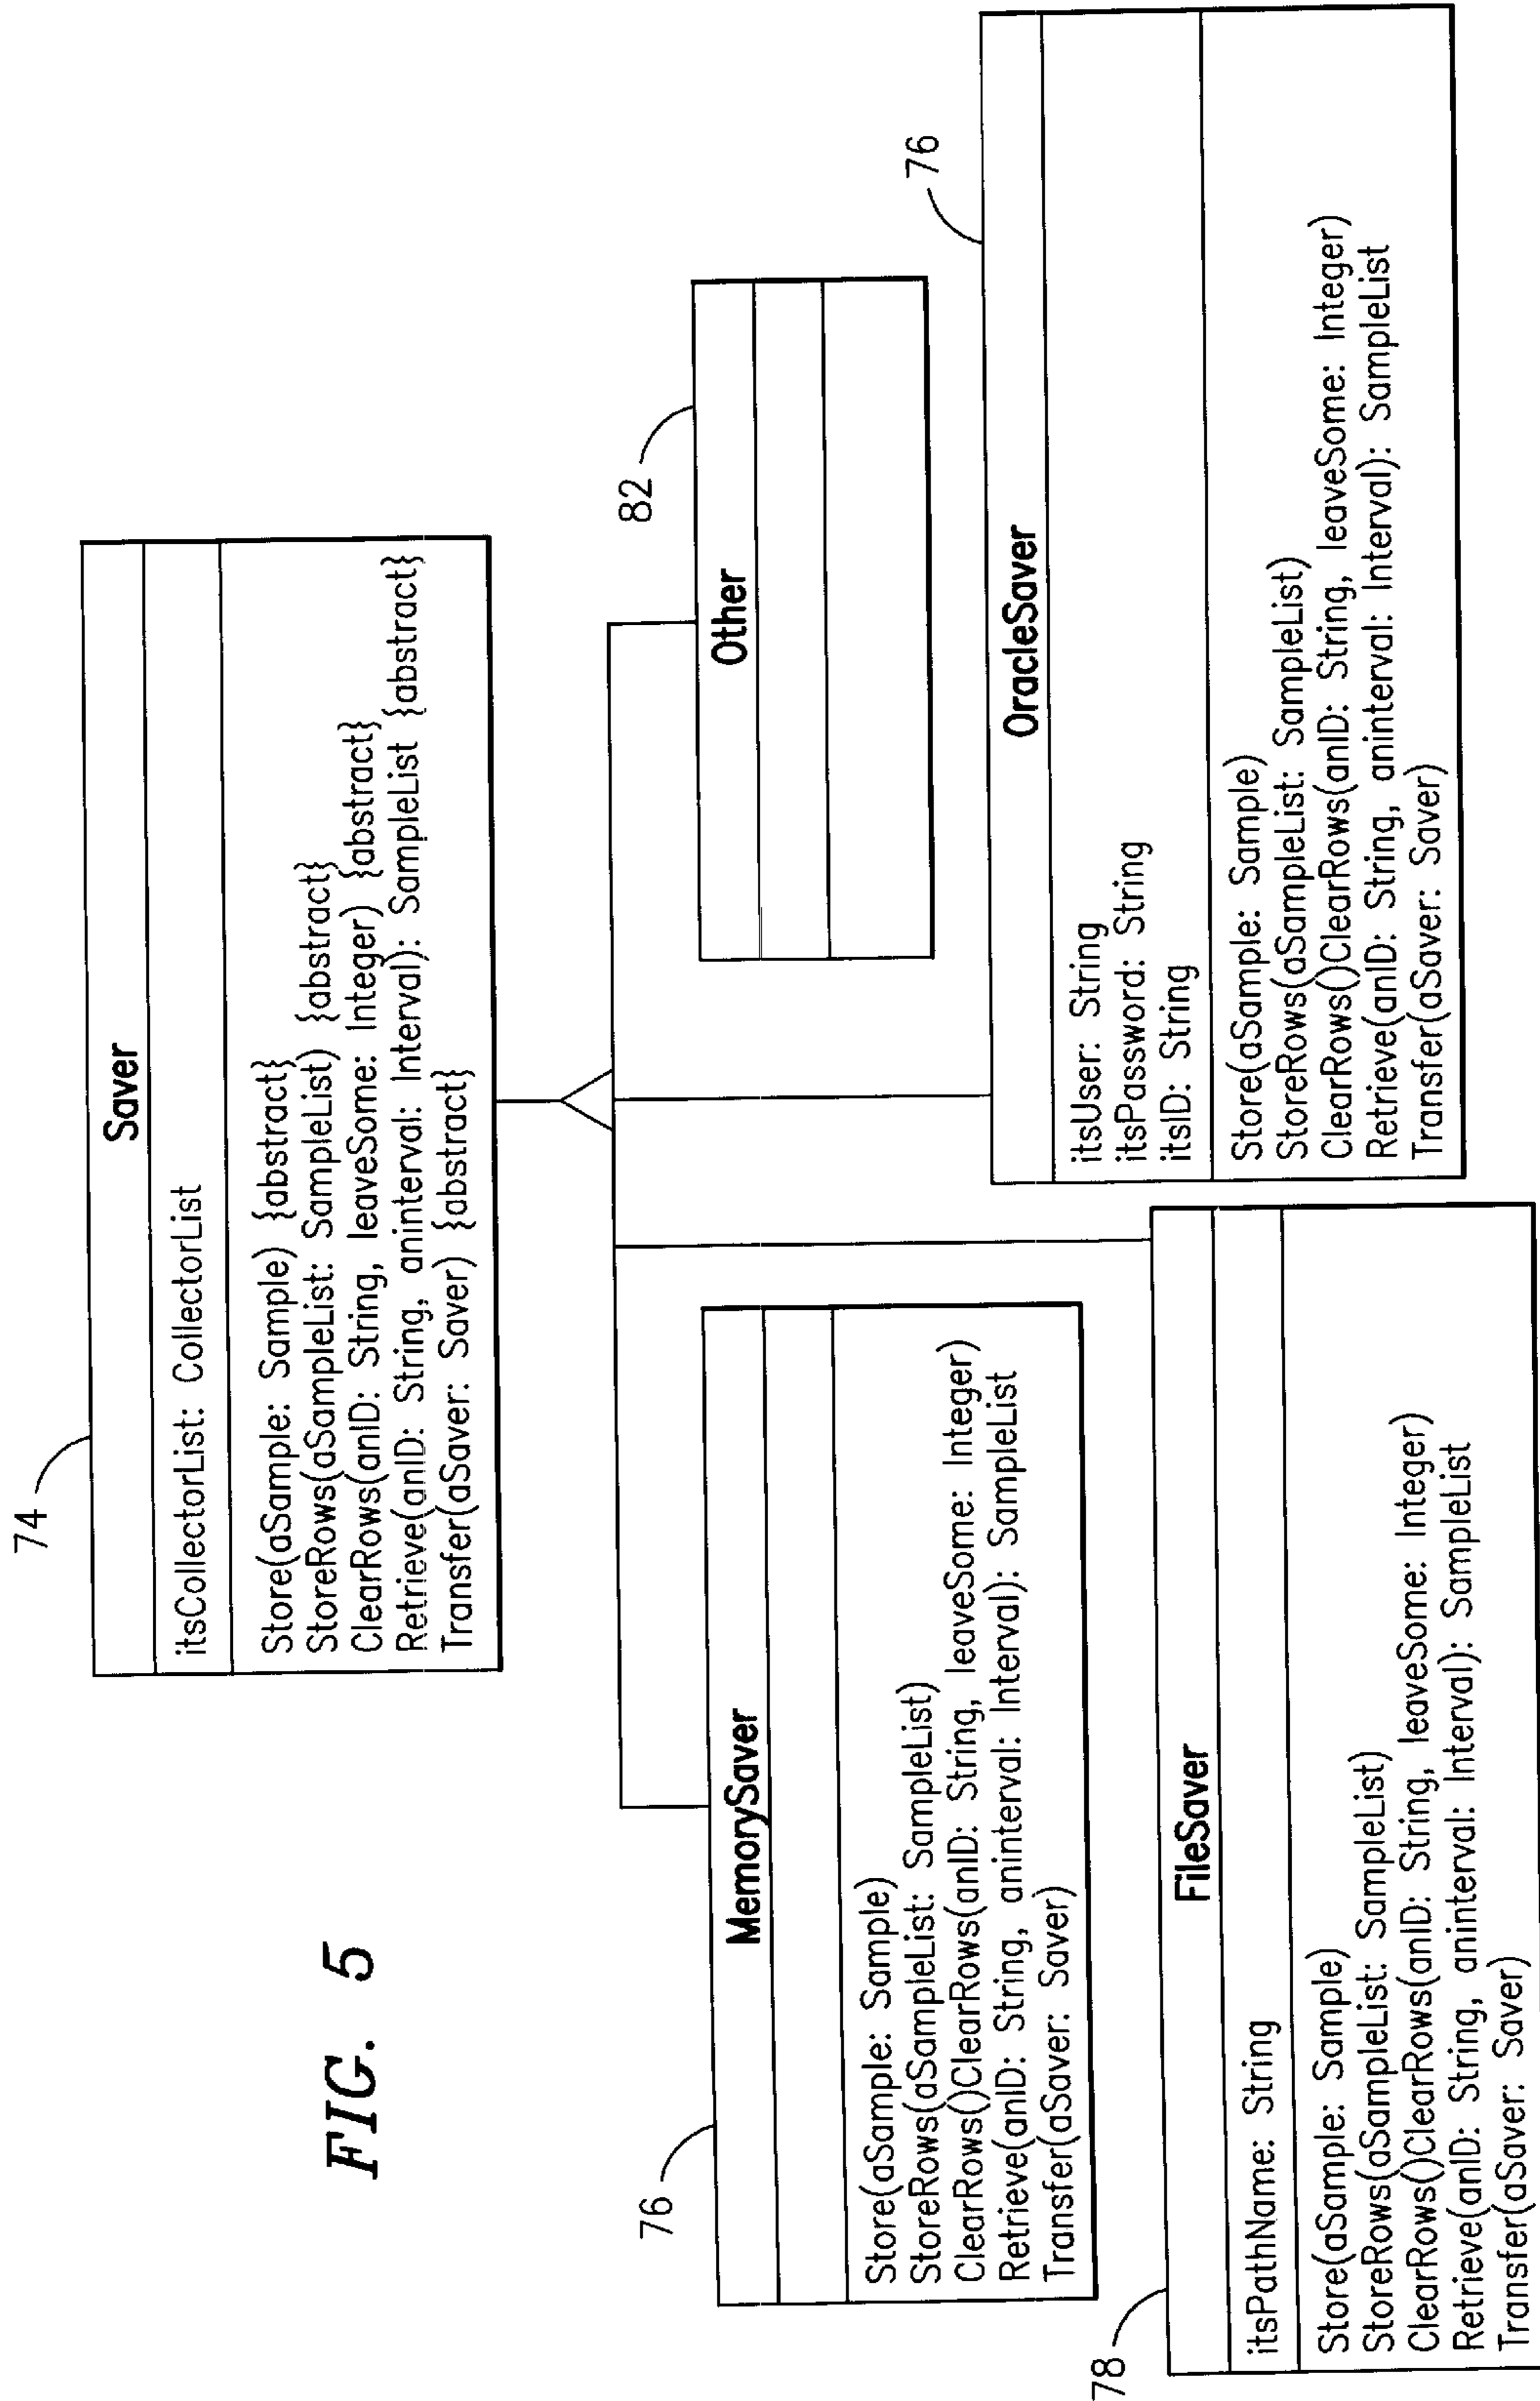 FIG. 5
74
Saver
itsCollectorList: CollectorList
Store(aSample: Sample) {abstract}
StoreRows(aSampleList: SampleList) {abstract}
ClearRows(anID: String, leaveSome: Integer) {abstract}
Retrieve(anID: String, aninterval: Interval): SampleList {abstract}
Transfer(aSaver: Saver) {abstract}
76
MemorySaver
Store(aSample: Sample)
StoreRows(aSampleList: SampleList)
ClearRows()ClearRows(anID: String, leaveSome: Integer)
Retrieve(anID: String, aninterval: Interval): SampleList
Transfer(aSaver: Saver)
82
Other
78
FileSaver
itsPathName: String
Store(aSample: Sample)
StoreRows(aSampleList: SampleList)
ClearRows()ClearRows(anID: String, leaveSome: Integer)
Retrieve(anID: String, aninterval: Interval): SampleList
Transfer(aSaver: Saver)
76
OracleSaver
itsUser: String
itsPassword: String
itsID: String
Store(aSample: Sample)
StoreRows(aSampleList: SampleList)
ClearRows()ClearRows(anID: String, leaveSome: Integer)
Retrieve(anID: String, aninterval: Interval): SampleList
Transfer(aSaver: Saver)